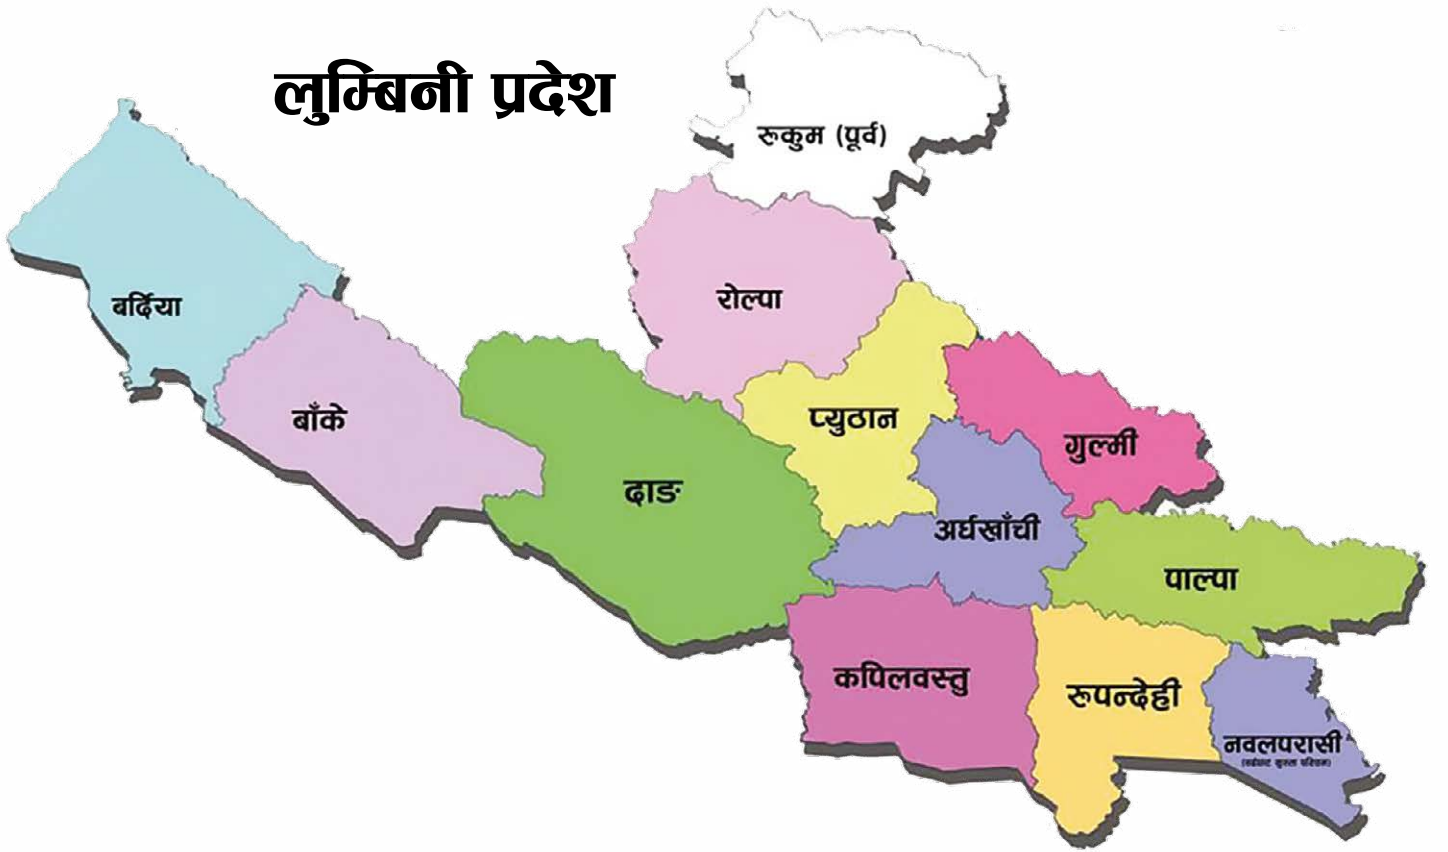 लुम्बिनी प्रदेश
रुकुम (पूर्व)
रोल्पा
बर्दिया
बाँके
प्युठान
गुल्मी
दाङ
अर्घखाँची
पाल्पा
कपिलवस्तु
रुपन्देही
नवलपरासी